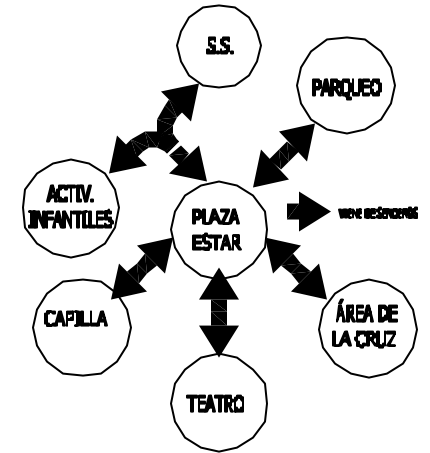 S.S.
PARQUEO
ACTIV.
INFANTILES
PLAZA
ESTAR
CAPILLA
ÁREA DE
LA CRUZ
TEATRO